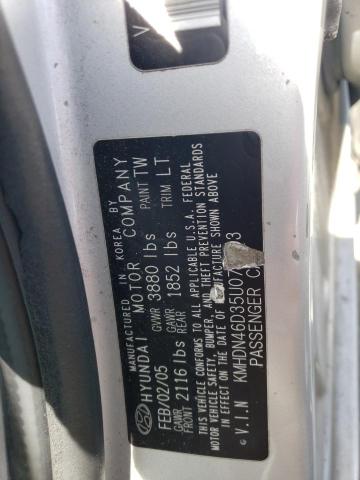 V
MANUFACTURED IN KOREA BY
HYUNDAI MOTOR COMPANY
FEB/02/05 GVWR 3880 lbs PAINT TW
GAWR FRONT 2116 lbs GAWR REAR 1852 lbs TRIM LT
THIS VEHICLE CONFORMS TO ALL APPLICABLE U.S.A. FEDERAL
MOTOR VEHICLE SAFETY, BUMPER, AND THEFT PREVENTION STANDARDS
IN EFFECT ON THE DATE OF MANUFACTURE SHOWN ABOVE
V.I.N KMHDN46D35U0
PASSENGER